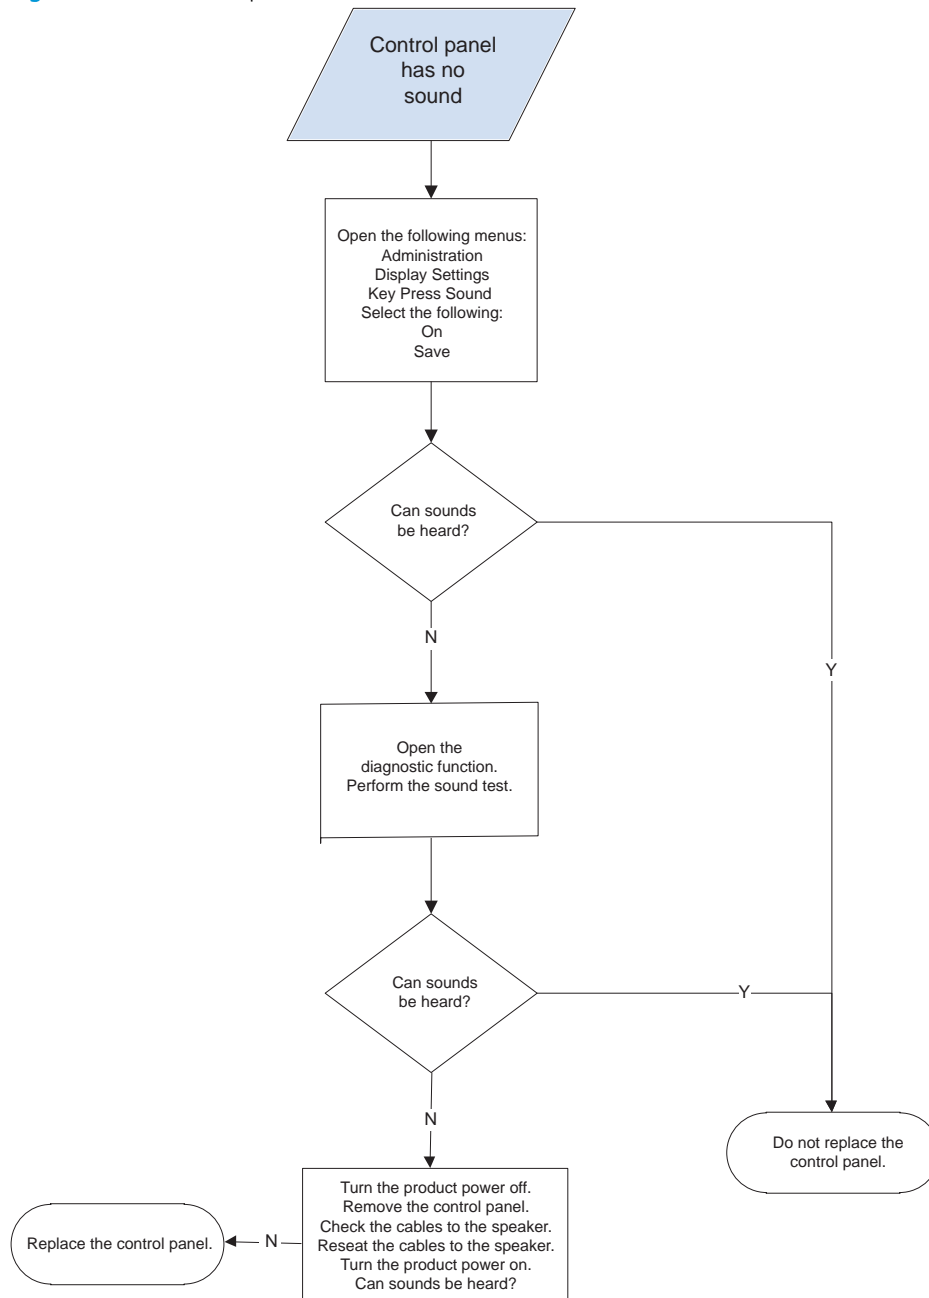 Control panel
has no
sound
Open the following menus:
Administration
Display Settings
Key Press Sound
Select the following:
On
Save
Can sounds
be heard?
N
Y
Open the
diagnostic function.
Perform the sound test.
Can sounds
be heard?
Y
N
Do not replace the
control panel.
Turn the product power off.
Remove the control panel.
Check the cables to the speaker.
Reseat the cables to the speaker.
Turn the product power on.
Can sounds be heard?
N
Replace the control panel.